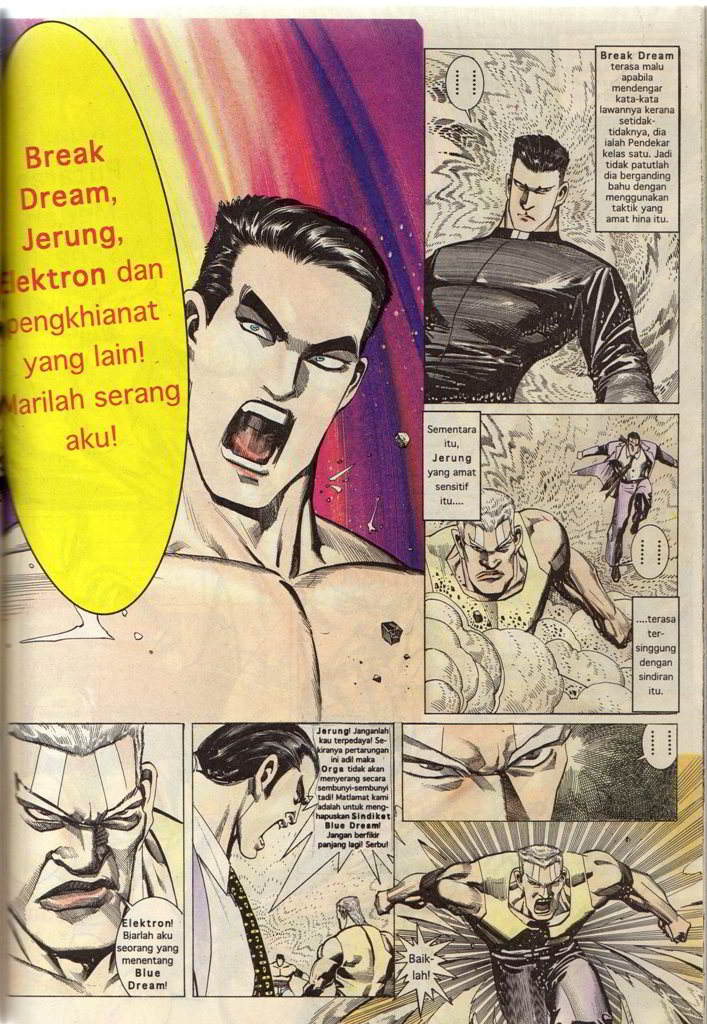 Break
Dream,
Jerung,
Elektron dan
pengkhianat
yang lain!
Marilah serang
aku!
Break Dream
terasa malu
apabila
mendengar
kata-kata
lawannya kerana
setidak-
tidaknya, dia
ialah Pendekar
kelas satu. Jadi
tidak patutlah
dia berganding
bahu dengan
menggunakan
taktik yang
amat hina itu.
Sementara
itu,
Jerung
yang amat
sensitif
itu....
....terasa
ter-
singgung
dengan
sindiran
itu.
Elektron!
Biarlah aku
seorang yang
menentang
Blue
Dream!
Jerung! Janganlah
kau terpedaya! Se-
kiranya pertarungan
ini adil maka
Orga tidak akan
menyerang secara
sembunyi-sembunyi
tadi! Matlamat kami
adalah untuk meng-
hapuskan Sindiket
Blue Dream!
Jangan berfikir
panjang lagi! Serbu!
Baik-
lah!